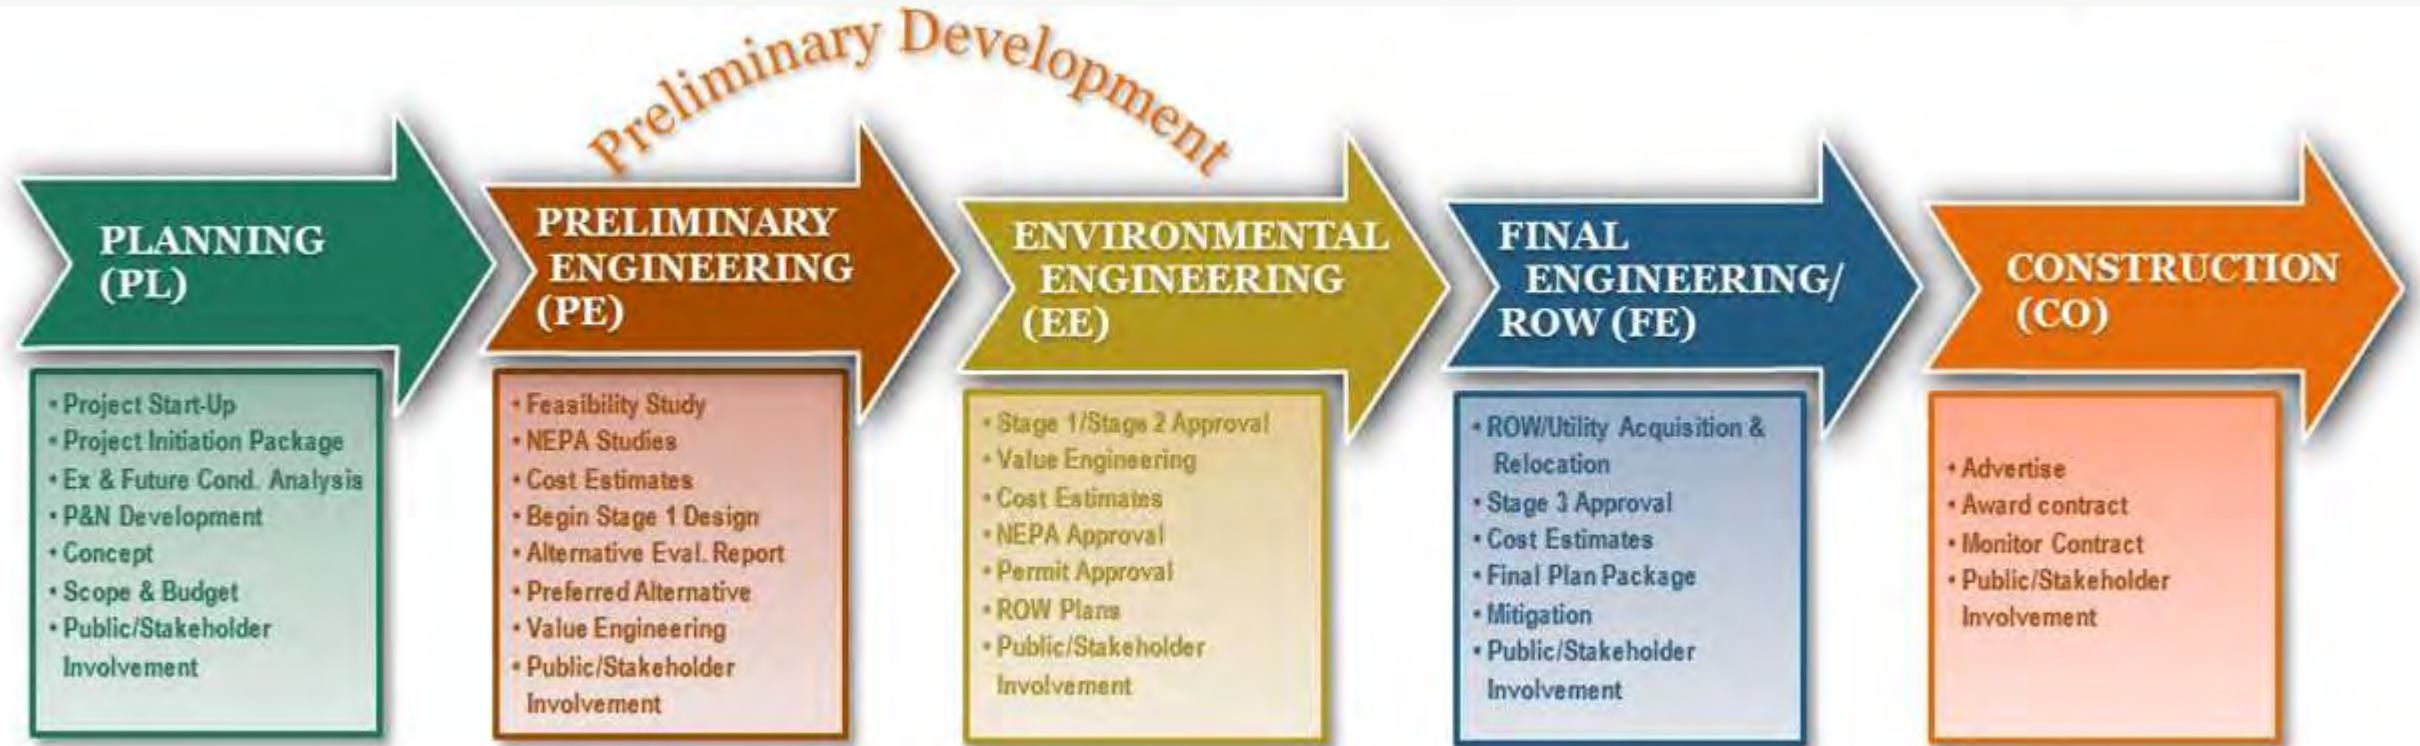 Preliminary Development
PLANNING
(PL)
• Project Start-Up
• Project Initiation Package
• Ex & Future Cond. Analysis
• P&N Development
• Concept
• Scope & Budget
• Public/Stakeholder
Involvement
PRELIMINARY
ENGINEERING
(PE)
• Feasibility Study
• NEPA Studies
• Cost Estimates
• Begin Stage 1 Design
• Alternative Eval. Report
• Preferred Alternative
• Value Engineering
• Public/Stakeholder
Involvement
ENVIRONMENTAL
ENGINEERING
(EE)
• Stage 1/Stage 2 Approval
• Value Engineering
• Cost Estimates
• NEPA Approval
• Permit Approval
• ROW Plans
• Public/Stakeholder
Involvement
FINAL
ENGINEERING/
ROW (FE)
• ROW/Utility Acquisition &
Relocation
• Stage 3 Approval
• Cost Estimates
• Final Plan Package
• Mitigation
• Public/Stakeholder
Involvement
CONSTRUCTION
(CO)
• Advertise
• Award contract
• Monitor Contract
• Public/Stakeholder
Involvement